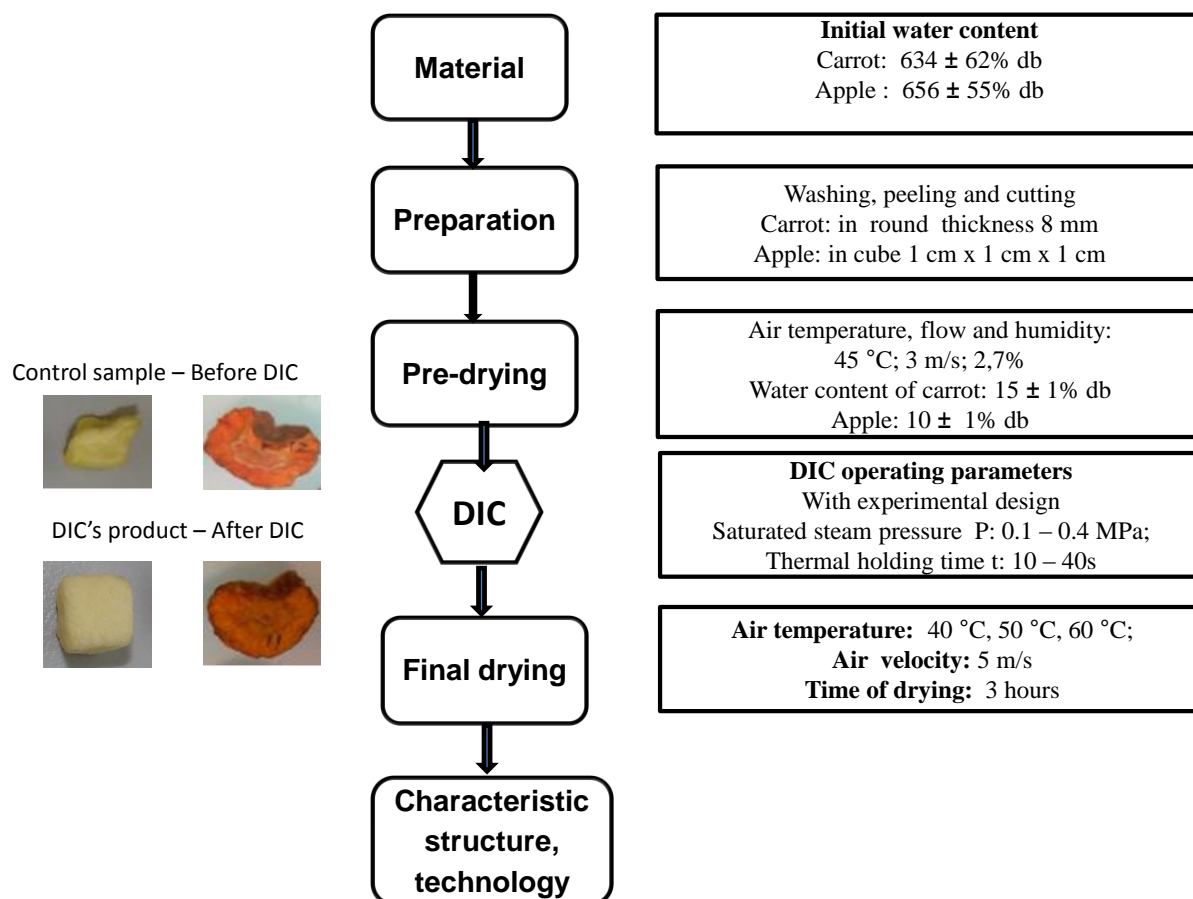 Material
Initial water content
Carrot: 634 ± 62% db
Apple : 656 ± 55% db
Preparation
Washing, peeling and cutting
Carrot: in round thickness 8 mm
Apple: in cube 1 cm x 1 cm x 1 cm
Pre-drying
Air temperature, flow and humidity:
45 °C; 3 m/s; 2,7%
Water content of carrot: 15 ± 1% db
Apple: 10 ± 1% db
Control sample – Before DIC
DIC's product – After DIC
DIC
DIC operating parameters
With experimental design
Saturated steam pressure P: 0.1 – 0.4 MPa;
Thermal holding time t: 10 – 40s
Final drying
Air temperature: 40 °C, 50 °C, 60 °C;
Air velocity: 5 m/s
Time of drying: 3 hours
Characteristic
structure,
technology